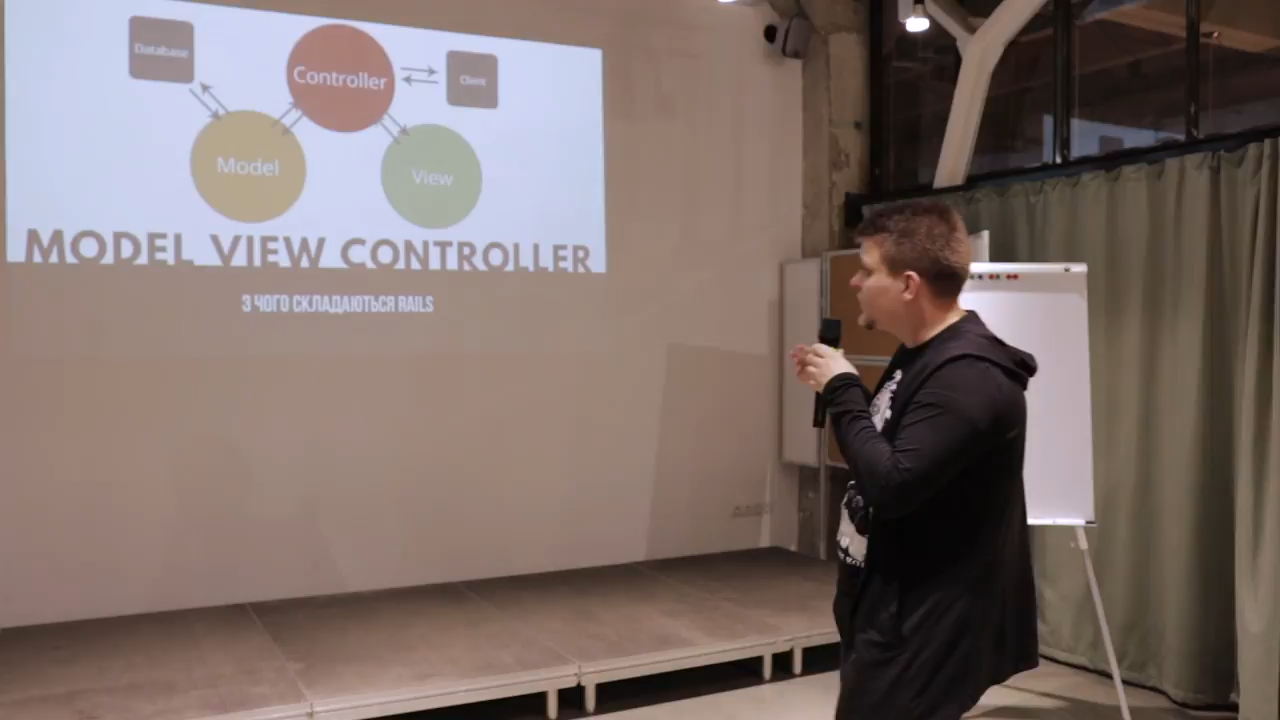 Database
Controller
Client
Model
View
MODEL VIEW CONTROLLER
З ЧОГО СКЛАДАЮТЬСЯ RAILS